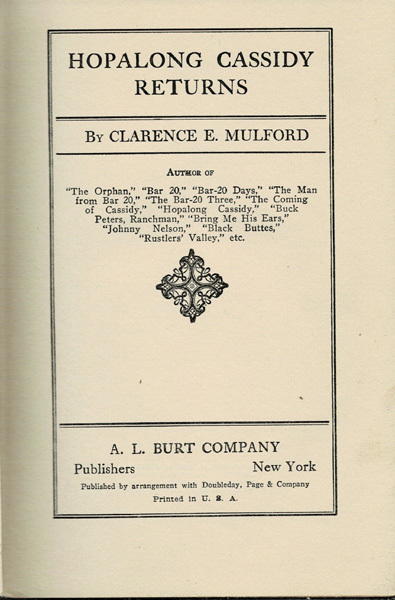 HOPALONG CASSIDY
RETURNS
By CLARENCE E. MULFORD
Author of
"The Orphan," "Bar 20," "Bar-20 Days," "The Man
from Bar 20," "The Bar-20 Three," "The Coming
of Cassidy," "Hopalong Cassidy," "Buck
Peters, Ranchman," "Bring Me His Ears,"
"Johnny Nelson," "Black Buttes,"
"Rustlers' Valley," etc.
A. L. BURT COMPANY
Publishers New York
Published by arrangement with Doubleday, Page & Company
Printed in U. S. A.